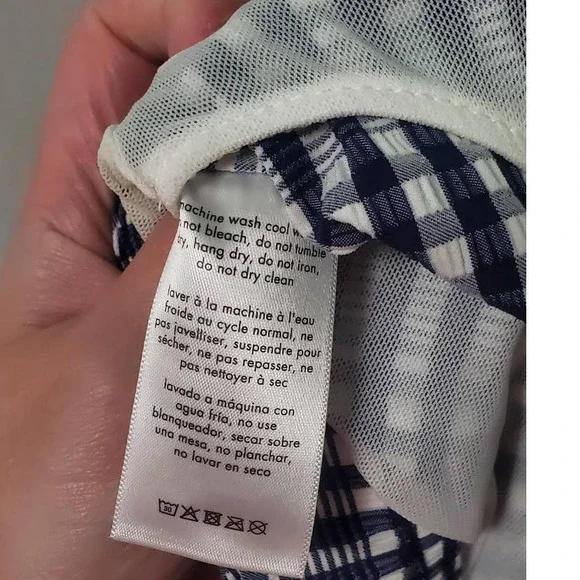 machine wash cool w
not bleach, do not tumble
dry, hang dry, do not iron,
do not dry clean
laver à la machine à l'eau
froide au cycle normal, ne
pas javelliser, suspendre pour
sécher, ne pas repasser, ne
pas nettoyer à sec
lavado a máquina con
agua fría, no use
blanqueador, secar sobre
una mesa, no planchar,
no lavar en seco
30